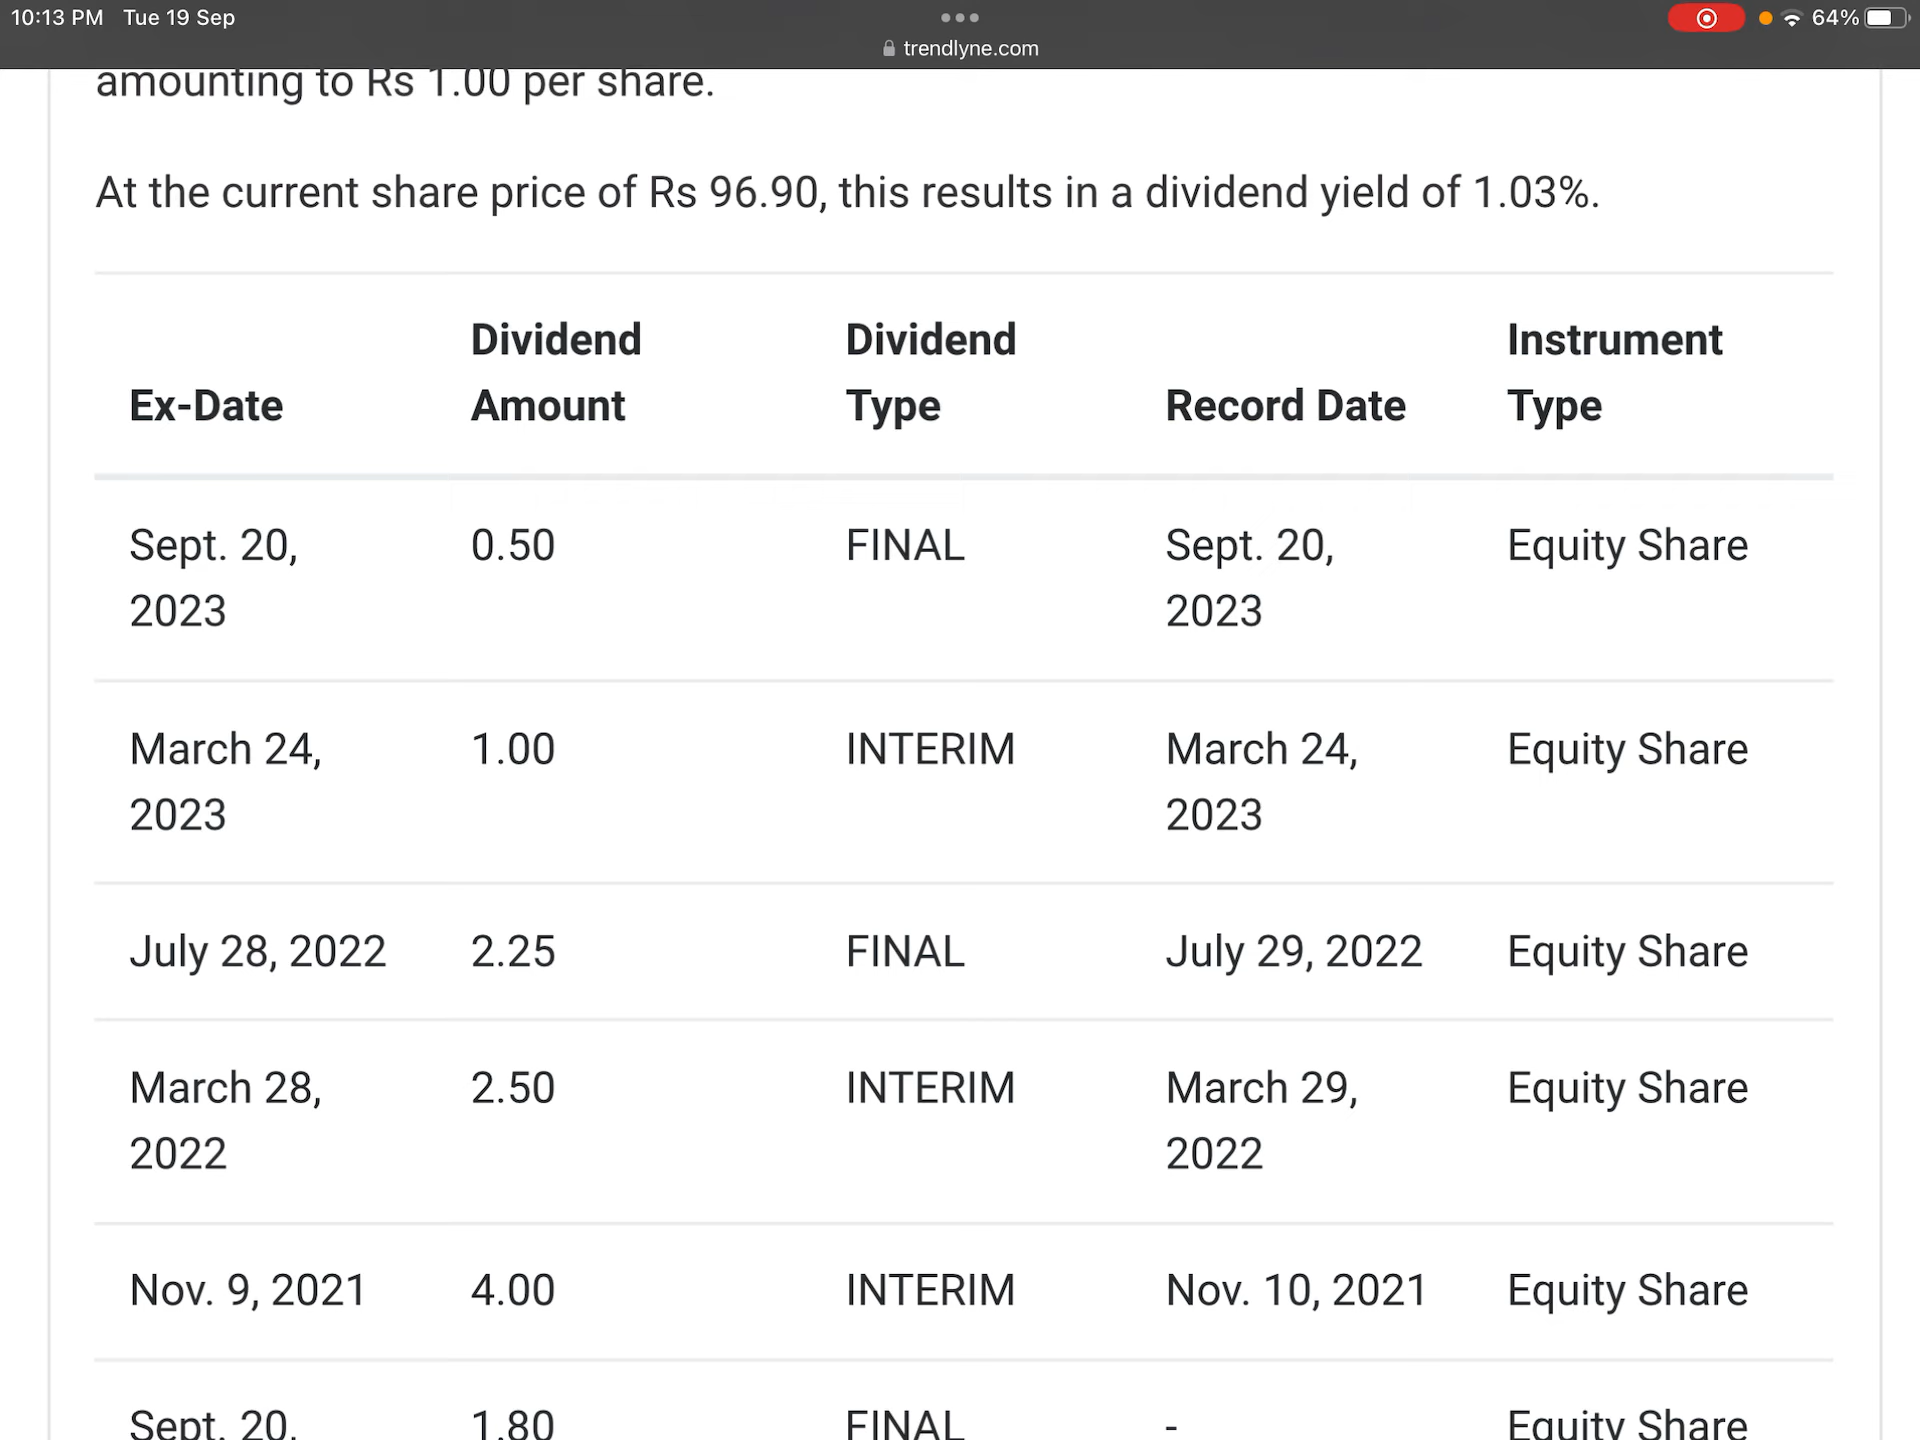 10:13 PM Tue 19 Sep
64%
trendlyne.com
amounting to Rs 1.00 per share.
At the current share price of Rs 96.90, this results in a dividend yield of 1.03%.
Ex-Date Dividend Amount Dividend Type Record Date Instrument Type
Sept. 20, 2023 0.50 FINAL Sept. 20, 2023 Equity Share
March 24, 2023 1.00 INTERIM March 24, 2023 Equity Share
July 28, 2022 2.25 FINAL July 29, 2022 Equity Share
March 28, 2022 2.50 INTERIM March 29, 2022 Equity Share
Nov. 9, 2021 4.00 INTERIM Nov. 10, 2021 Equity Share
Sept. 20, 1.80 FINAL - Equity Share